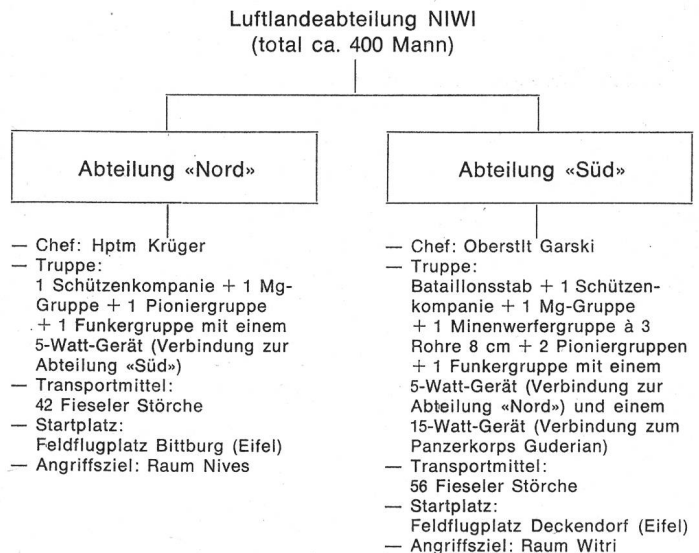 Luftlandeabteilung NIWI
(total ca. 400 Mann)
Abteilung «Nord»
— Chef: Hptm Krüger
— Truppe:
1 Schützenkompanie + 1 Mg-
Gruppe + 1 Pioniergruppe
+ 1 Funkergruppe mit einem
5-Watt-Gerät (Verbindung zur
Abteilung «Süd»)
— Transportmittel:
42 Fieseler Störche
— Startplatz:
Feldflugplatz Bittburg (Eifel)
— Angriffsziel: Raum Nives
Abteilung «Süd»
— Chef: Oberstlt Garski
— Truppe:
Bataillonsstab + 1 Schützen-
kompanie + 1 Mg-Gruppe
+ 1 Minenwerfergruppe à 3
Rohre 8 cm + 2 Pioniergruppen
+ 1 Funkergruppe mit einem
5-Watt-Gerät (Verbindung zur
Abteilung «Nord») und einem
15-Watt-Gerät (Verbindung zum
Panzerkorps Guderian)
— Transportmittel:
56 Fieseler Störche
— Startplatz:
Feldflugplatz Deckendorf (Eifel)
— Angriffsziel: Raum Witri